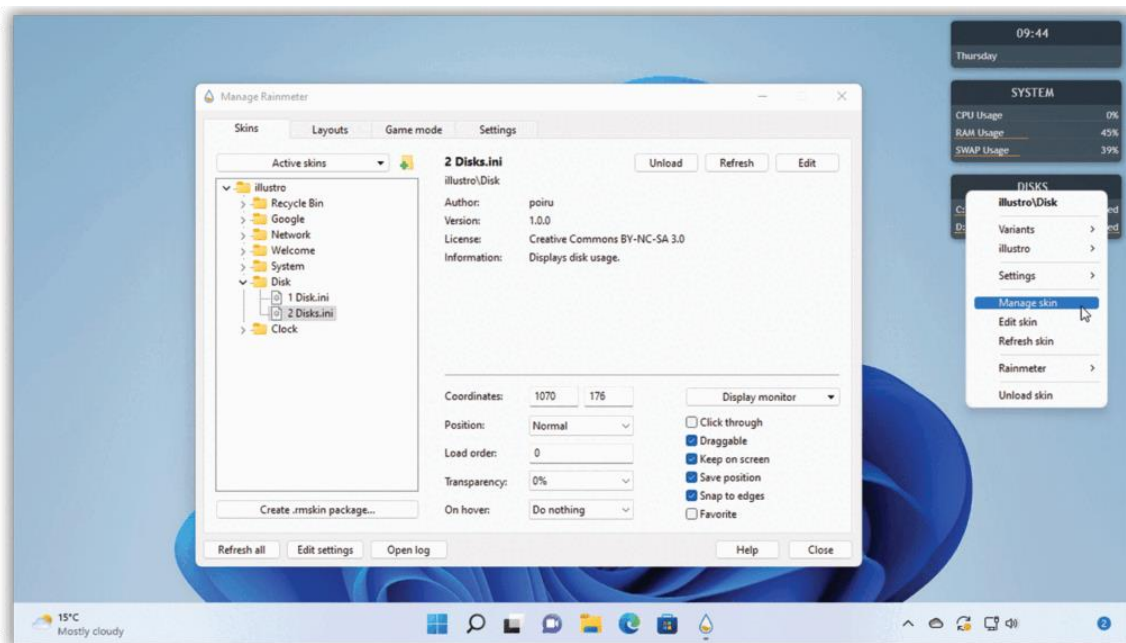 09:44
Thursday
SYSTEM
CPU Usage 0%
RAM Usage 45%
SWAP Usage 39%
DISKS
C: ed
D: ed
illustro\Disk
Variants
illustro
Settings
Manage skin
Edit skin
Refresh skin
Rainmeter
Unload skin
Manage Rainmeter
Skins Layouts Game mode Settings
Active skins
illustro
Recycle Bin
Google
Network
Welcome
System
Disk
1 Disk.ini
2 Disks.ini
Clock
Create .rmskin package...
2 Disks.ini Unload Refresh Edit
illustro\Disk
Author: poiru
Version: 1.0.0
License: Creative Commons BY-NC-SA 3.0
Information: Displays disk usage.
Coordinates: 1070 176 Display monitor
Position: Normal
Load order: 0
Transparency: 0%
On hover: Do nothing
Click through
Draggable
Keep on screen
Save position
Snap to edges
Favorite
Refresh all Edit settings Open log Help Close
15°C
Mostly cloudy
2